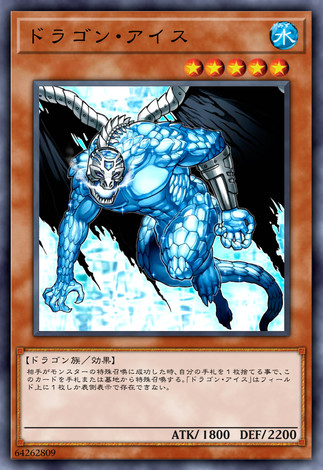 ドラゴン・アイス
水
【ドラゴン族／効果】
相手がモンスターの特殊召喚に成功した時、自分の手札を１枚捨てる事で、こ
のカードを手札または墓地から特殊召喚する。「ドラゴン・アイス」はフィール
ド上に１枚しか表側表示で存在できない。
ATK/1800 DEF/2200
64262809